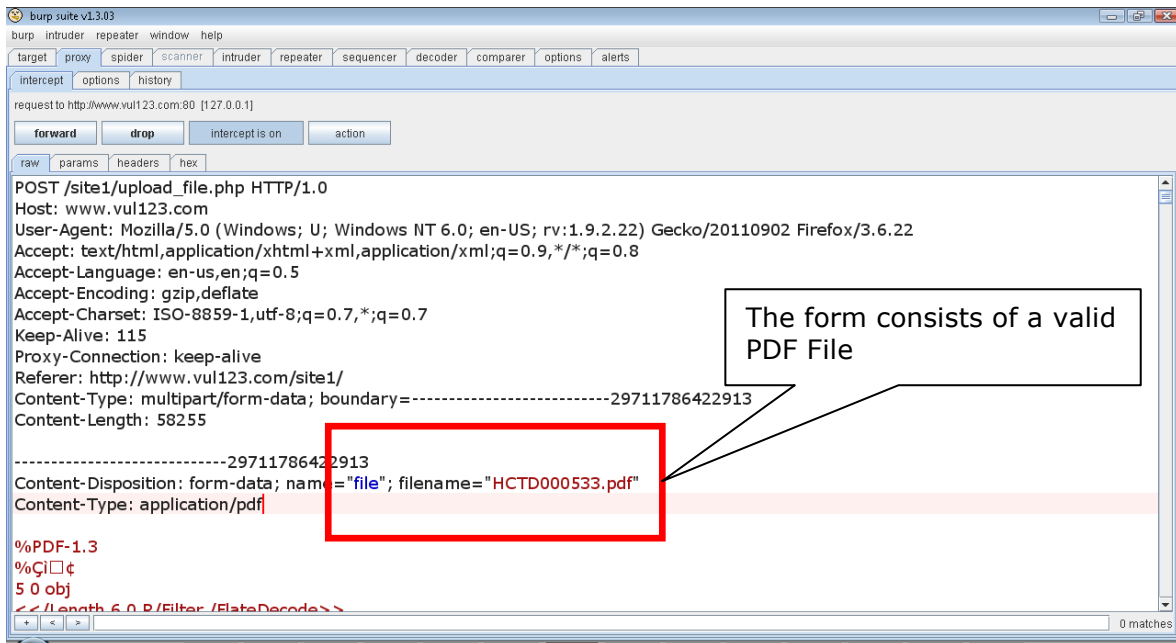 burp suite v1.3.03
burp intruder repeater window help
target proxy spider scanner intruder repeater sequencer decoder comparer options alerts
intercept options history
request to http://www.vul123.com:80 [127.0.0.1]
forward drop intercept is on action
raw params headers hex
POST /site1/upload_file.php HTTP/1.0
Host: www.vul123.com
User-Agent: Mozilla/5.0 (Windows; U; Windows NT 6.0; en-US; rv:1.9.2.22) Gecko/20110902 Firefox/3.6.22
Accept: text/html,application/xhtml+xml,application/xml;q=0.9,*/*;q=0.8
Accept-Language: en-us,en;q=0.5
Accept-Encoding: gzip,deflate
Accept-Charset: ISO-8859-1,utf-8;q=0.7,*;q=0.7
Keep-Alive: 115
Proxy-Connection: keep-alive
Referer: http://www.vul123.com/site1/
Content-Type: multipart/form-data; boundary=---------------------------29711786422913
Content-Length: 58255
-----------------------------29711786422913
Content-Disposition: form-data; name="file"; filename="HCTD000533.pdf"
Content-Type: application/pdf
%PDF-1.3
%Çì□¢
5 0 obj
<</Length 6 0 R/Filter /FlateDecode>>
The form consists of a valid
PDF File
+ < > 0 matches